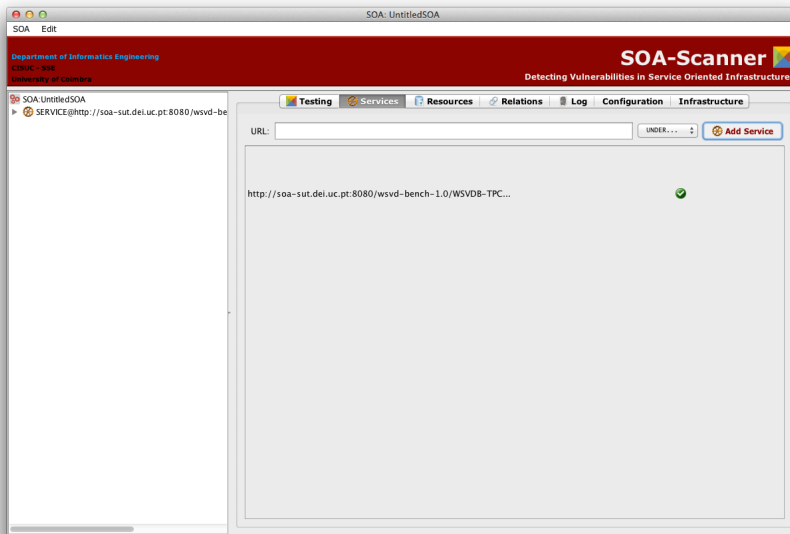 SOA: UntitledSOA
SOA Edit
Department of Informatics Engineering
CISUC - SSE
University of Coimbra
SOA-Scanner
Detecting Vulnerabilities in Service Oriented Infrastructure
SOA:UntitledSOA
SERVICE@http://soa-sut.dei.uc.pt:8080/wsvd-be
Testing Services Resources Relations Log Configuration Infrastructure
URL: UNDER... Add Service
http://soa-sut.dei.uc.pt:8080/wsvd-bench-1.0/WSVDB-TPC...